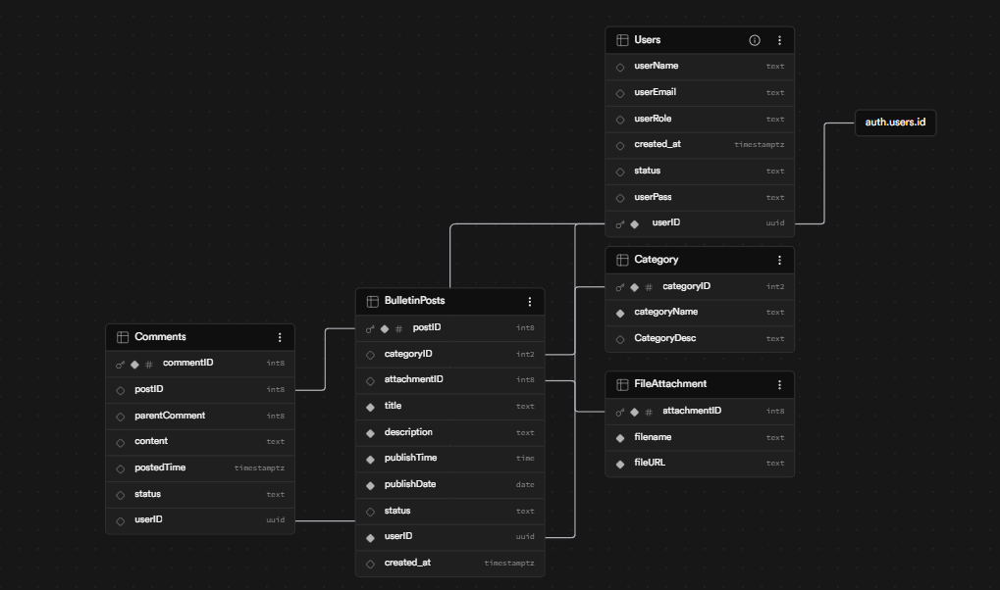 Users
userName text
userEmail text
userRole text
created_at timestamptz
status text
userPass text
userID uuid
auth.users.id
Category
# categoryID int2
categoryName text
CategoryDesc text
BulletinPosts
# postID int8
categoryID int2
attachmentID int8
title text
description text
publishTime time
publishDate date
status text
userID uuid
created_at timestamptz
Comments
# commentID int8
postID int8
parentComment int8
content text
postedTime timestamptz
status text
userID uuid
FileAttachment
# attachmentID int8
filename text
fileURL text